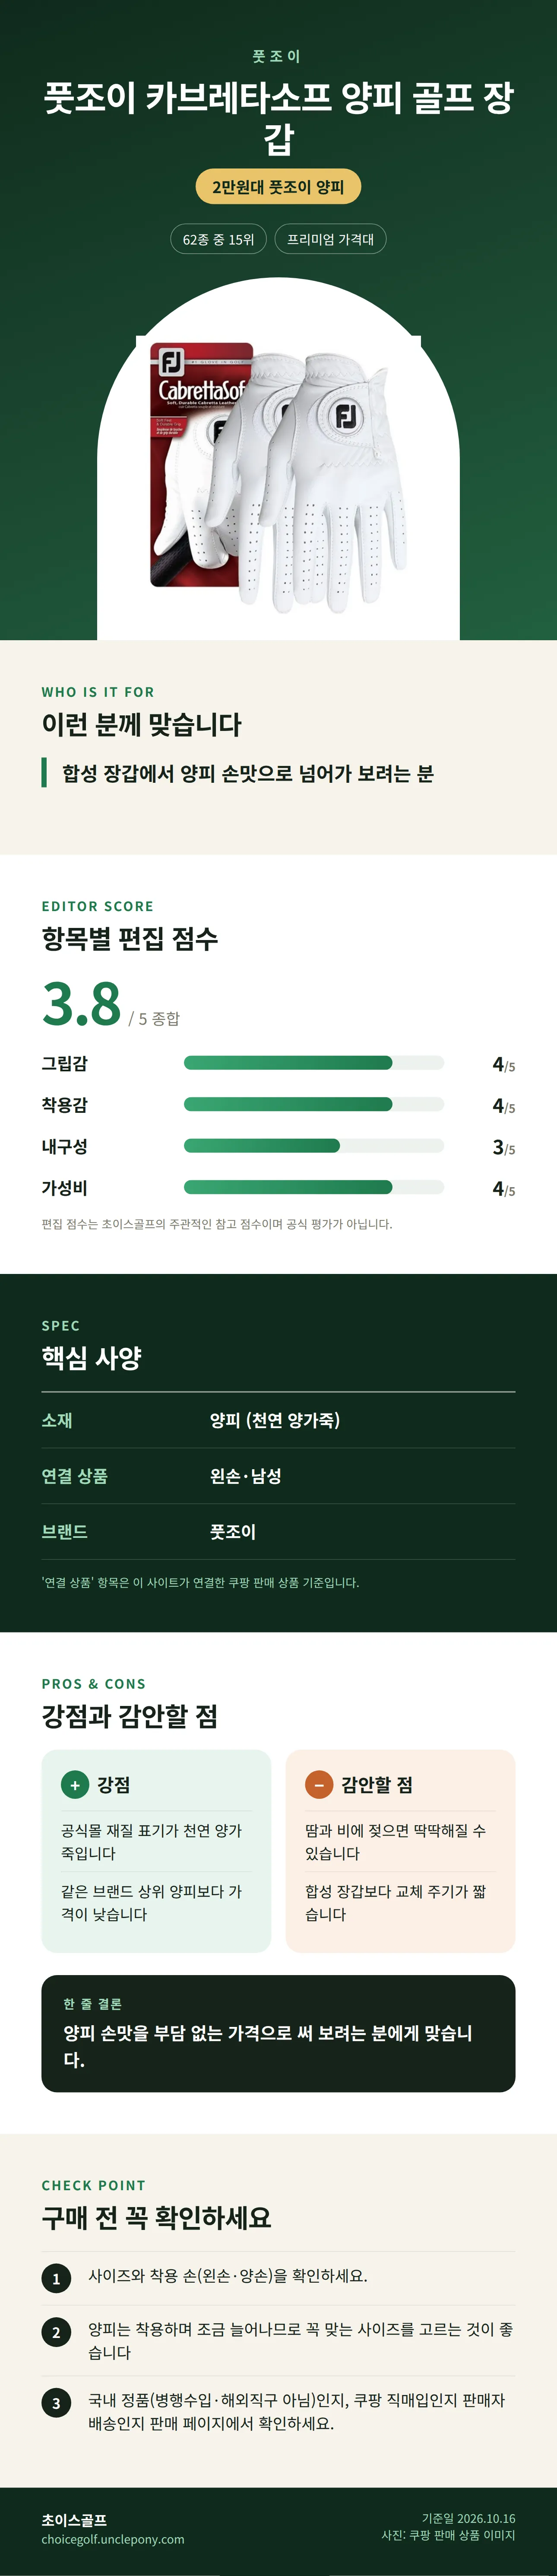 풋조이
풋조이 카브레타소프 양피 골프 장
갑
2만원대 풋조이 양피
62종 중 15위
프리미엄 가격대
FJ
#1 GLOVE IN GOLF
CabrettaSof
Soft, Durable Cabretta Leather
FJ
WHO IS IT FOR
이런 분께 맞습니다
합성 장갑에서 양피 손맛으로 넘어가 보려는 분
EDITOR SCORE
항목별 편집 점수
3.8 / 5 종합
그립감 4/5
착용감 4/5
내구성 3/5
가성비 4/5
편집 점수는 초이스골프의 주관적인 참고 점수이며 공식 평가가 아닙니다.
SPEC
핵심 사양
소재 양피 (천연 양가죽)
연결 상품 왼손·남성
브랜드 풋조이
'연결 상품' 항목은 이 사이트가 연결한 쿠팡 판매 상품 기준입니다.
PROS & CONS
강점과 감안할 점
+ 강점
공식몰 재질 표기가 천연 양가
죽입니다
같은 브랜드 상위 양피보다 가
격이 낮습니다
− 감안할 점
땀과 비에 젖으면 딱딱해질 수
있습니다
합성 장갑보다 교체 주기가 짧
습니다
한 줄 결론
양피 손맛을 부담 없는 가격으로 써 보려는 분에게 맞습니
다.
CHECK POINT
구매 전 꼭 확인하세요
1 사이즈와 착용 손(왼손·양손)을 확인하세요.
2 양피는 착용하며 조금 늘어나므로 꼭 맞는 사이즈를 고르는 것이 좋
습니다
3 국내 정품(병행수입·해외직구 아님)인지, 쿠팡 직매입인지 판매자
배송인지 판매 페이지에서 확인하세요.
초이스골프
choicegolf.unclepony.com
기준일 2026.10.16
사진: 쿠팡 판매 상품 이미지